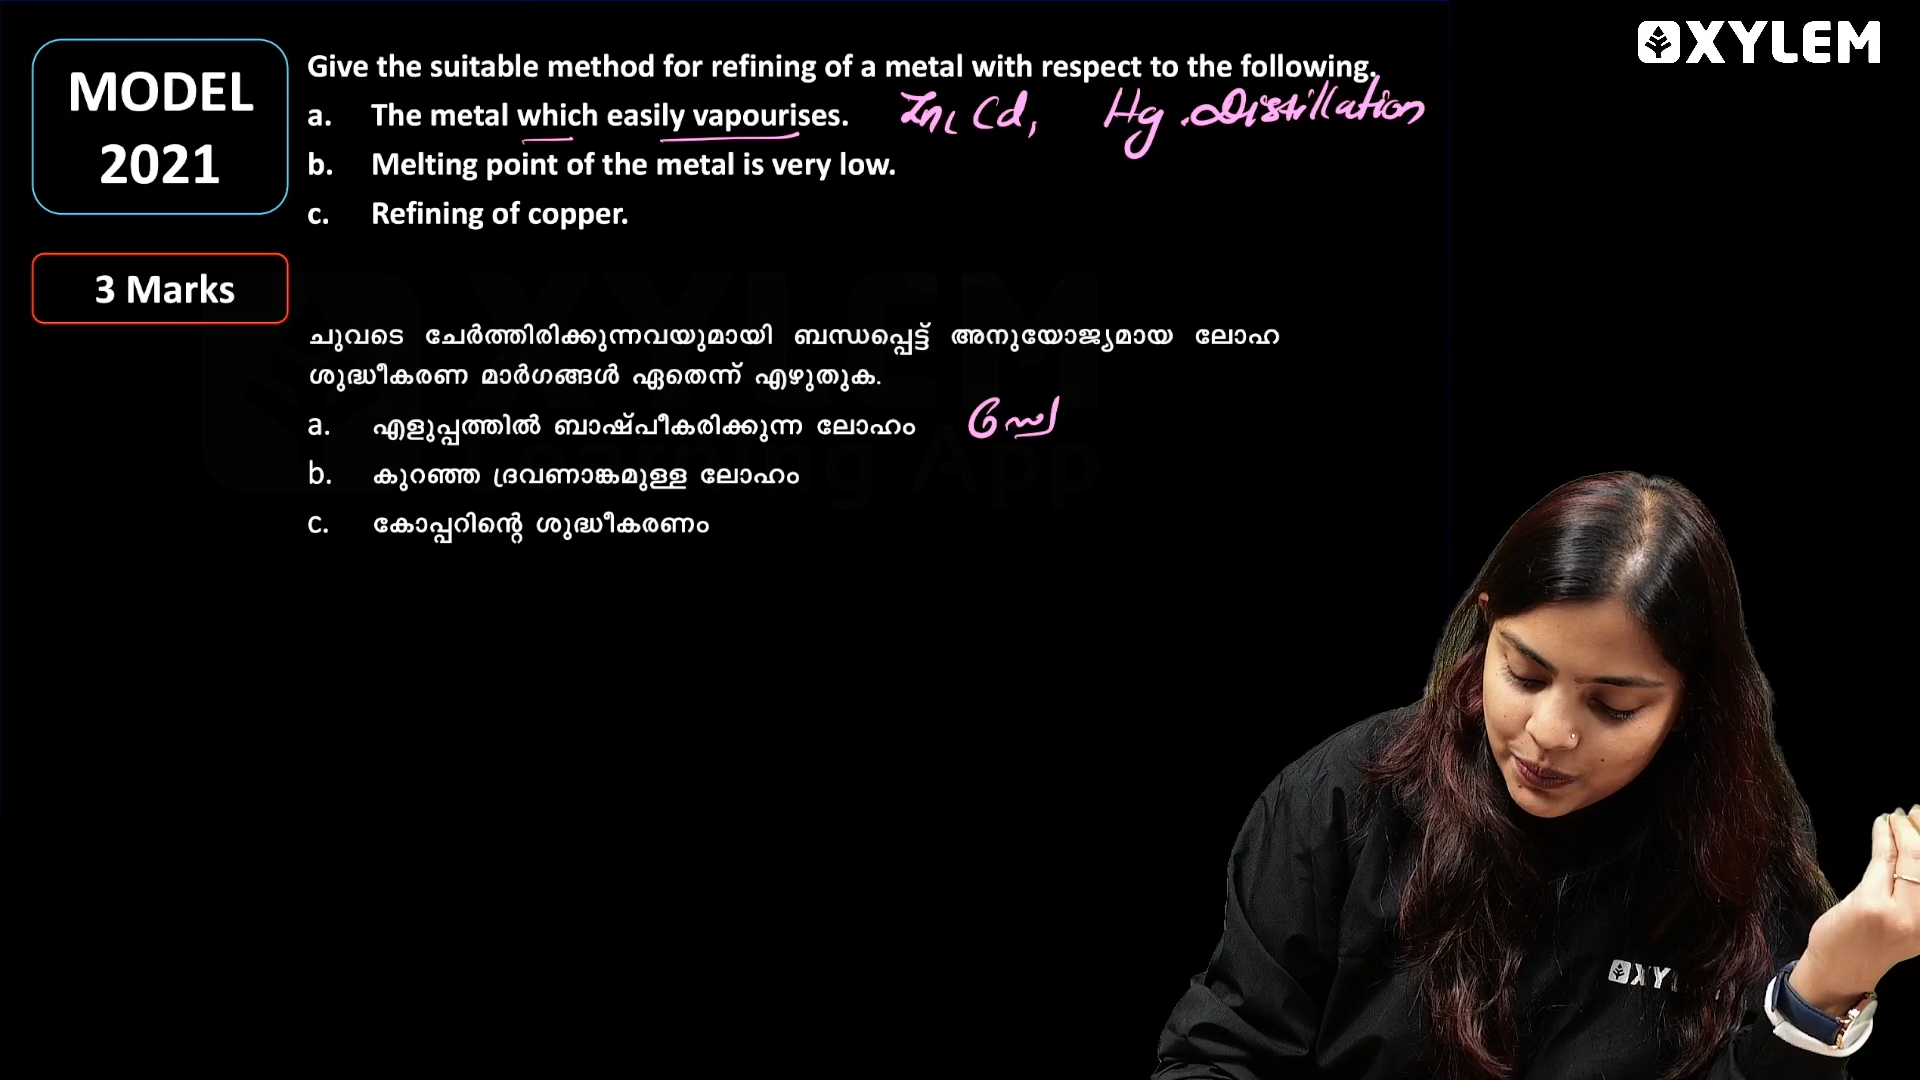 XYLEM
MODEL
2021
3 Marks
Give the suitable method for refining of a metal with respect to the following.
a. The metal which easily vapourises. Zn, Cd, Hg. Distillation
b. Melting point of the metal is very low.
c. Refining of copper.
ചുവടെ ചേർത്തിരിക്കുന്നവയുമായി ബന്ധപ്പെട്ട് അനുയോജ്യമായ ലോഹ
ശുദ്ധീകരണ മാർഗങ്ങൾ ഏതെന്ന് എഴുതുക.
a. എളുപ്പത്തിൽ ബാഷ്പീകരിക്കുന്ന ലോഹം
b. കുറഞ്ഞ ദ്രവണാങ്കമുള്ള ലോഹം
c. കോപ്പറിന്റെ ശുദ്ധീകരണം